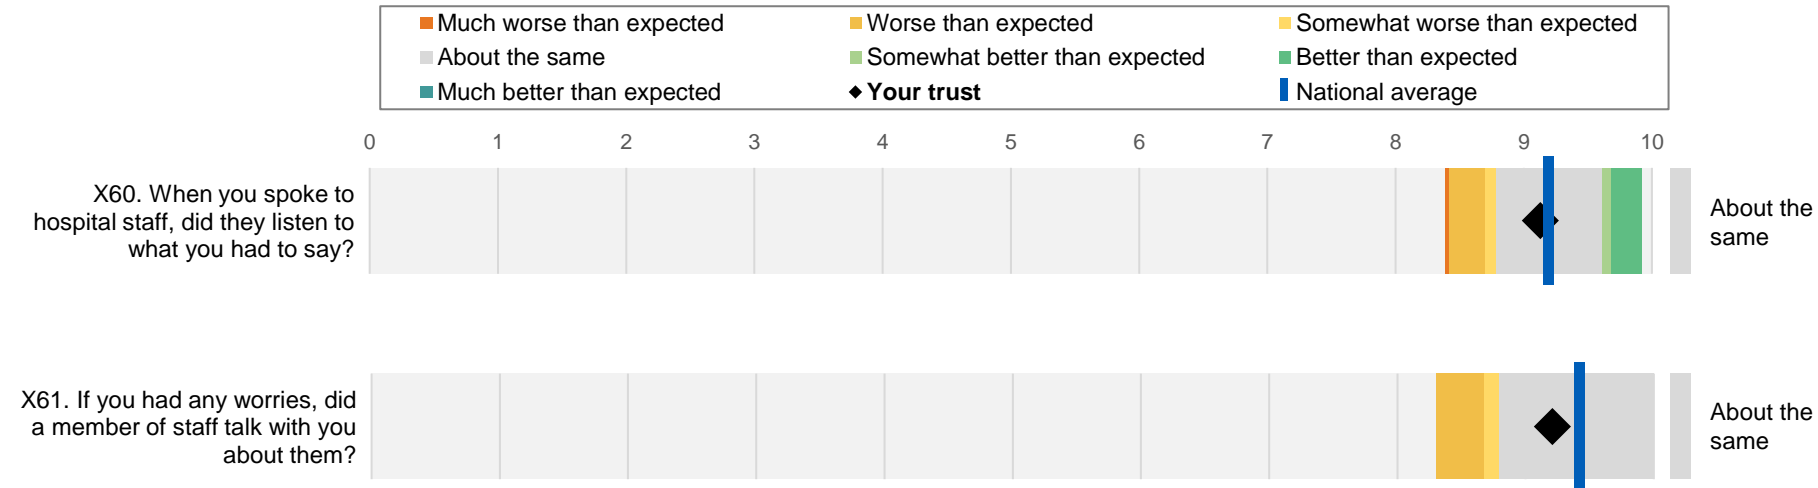 Much worse than expected
Worse than expected
Somewhat worse than expected
About the same
Somewhat better than expected
Better than expected
Much better than expected
Your trust
National average
0 1 2 3 4 5 6 7 8 9 10
X60. When you spoke to
hospital staff, did they listen to
what you had to say?
About the
same
X61. If you had any worries, did
a member of staff talk with you
about them?
About the
same